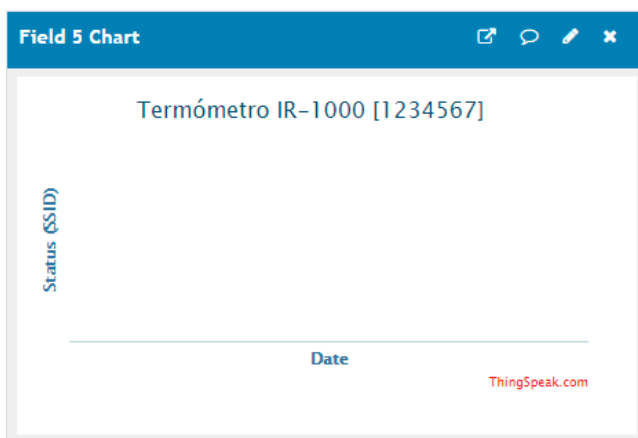 Field 5 Chart
Termómetro IR-1000 [1234567]
Status (SSID)
Date
ThingSpeak.com